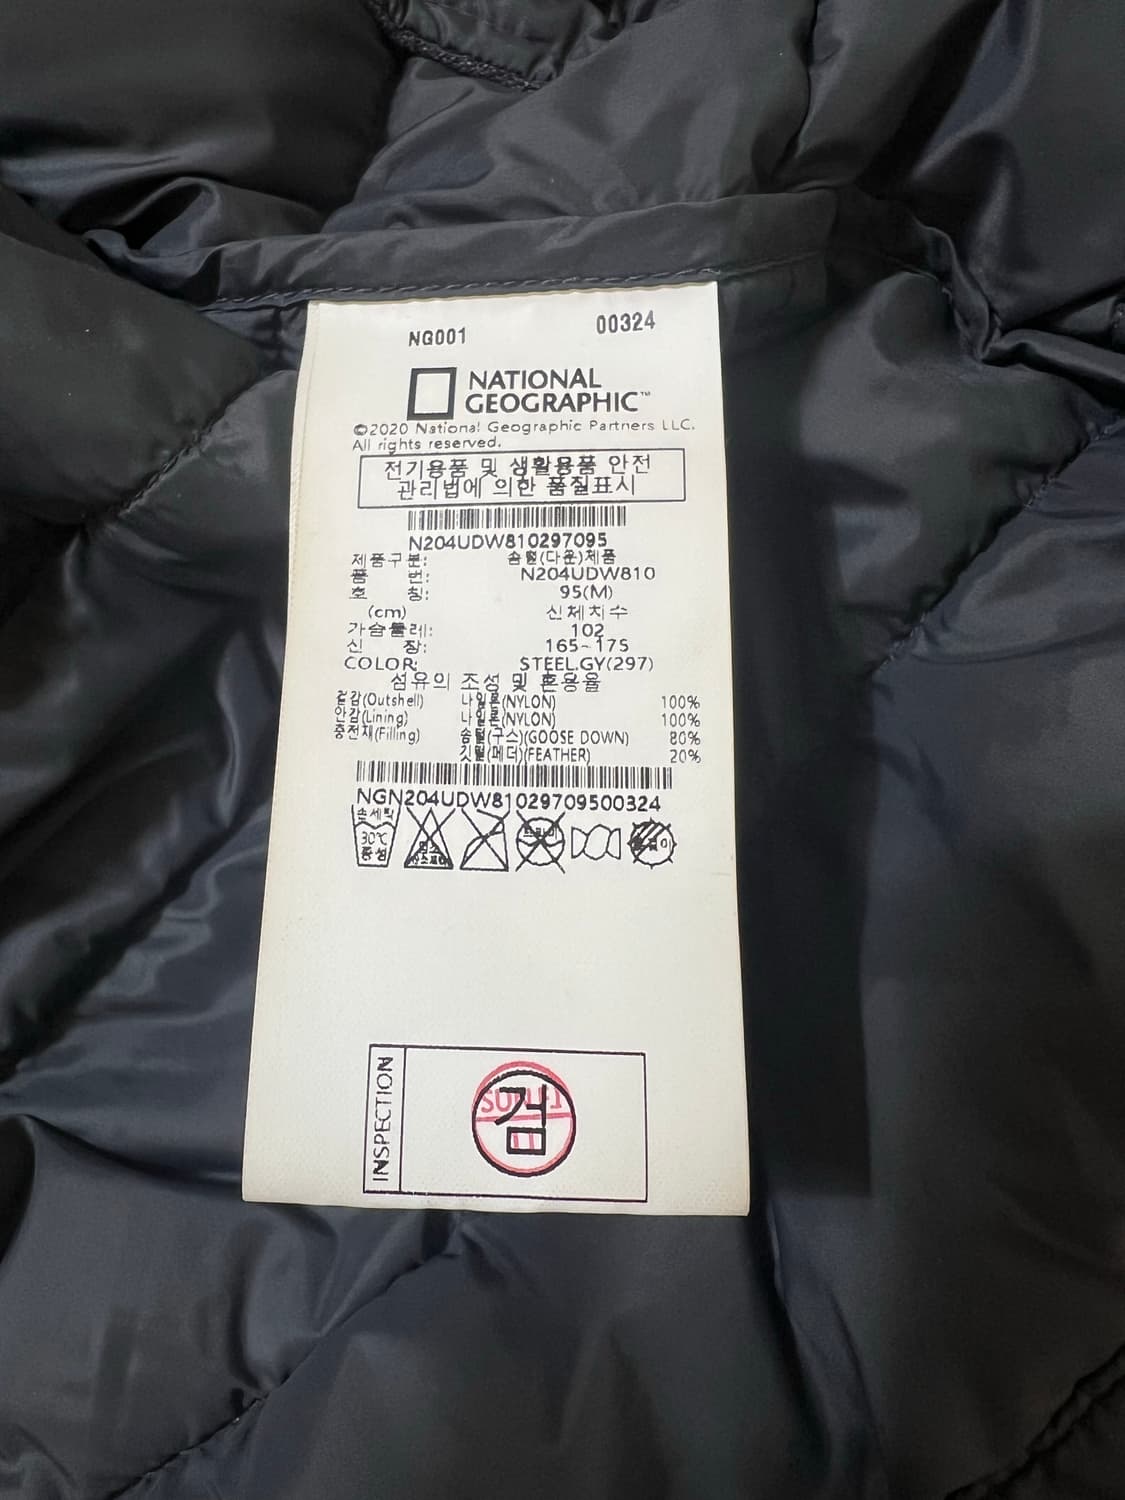 NG001 00324
NATIONAL
GEOGRAPHIC™
©2020 National Geographic Partners LLC.
All rights reserved.
전기용품 및 생활용품 안전
관리법에 의한 품질표시
N204UDW810297095
제품구분: 솜털(다운)제품
품 번: N204UDW810
호 칭: 95(M)
(cm) 신체치수
가슴둘레: 102
신 장: 165~175
COLOR: STEEL.GY(297)
섬유의 조성 및 혼용율
겉감(Outshell) 나일론(NYLON) 100%
안감(Lining) 나일론(NYLON) 100%
충전재(Filling) 솜털(구스)(GOOSE DOWN) 80%
깃털(페더)(FEATHER) 20%
NGN204UDW81029709500324
손세탁
30℃
중성
INSPECTION
검